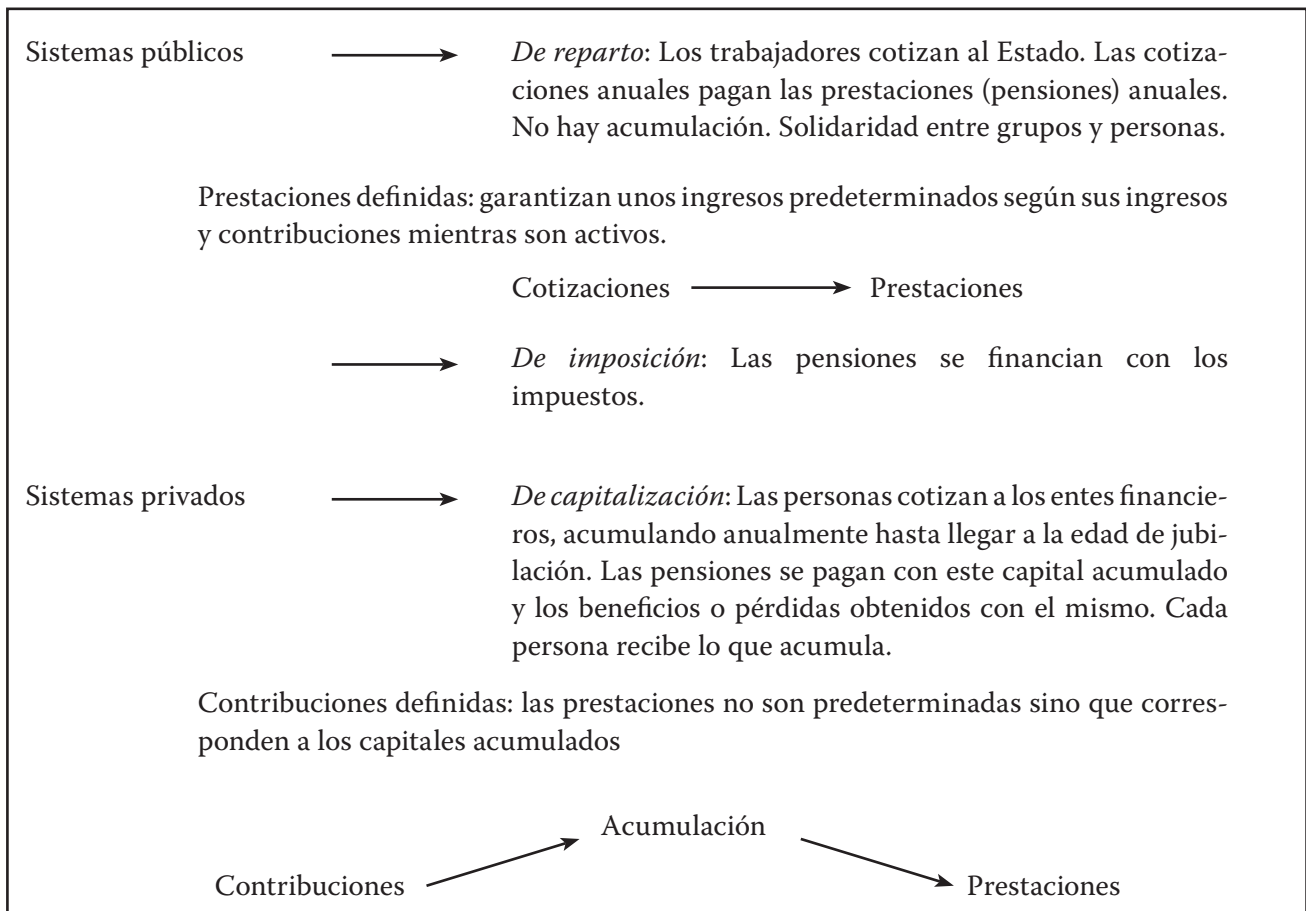 Sistemas públicos De reparto: Los trabajadores cotizan al Estado. Las cotiza-
ciones anuales pagan las prestaciones (pensiones) anuales.
No hay acumulación. Solidaridad entre grupos y personas.
Prestaciones definidas: garantizan unos ingresos predeterminados según sus ingresos
y contribuciones mientras son activos.
Cotizaciones Prestaciones
De imposición: Las pensiones se financian con los
impuestos.
Sistemas privados De capitalización: Las personas cotizan a los entes financie-
ros, acumulando anualmente hasta llegar a la edad de jubi-
lación. Las pensiones se pagan con este capital acumulado
y los beneficios o pérdidas obtenidos con el mismo. Cada
persona recibe lo que acumula.
Contribuciones definidas: las prestaciones no son predeterminadas sino que corres-
ponden a los capitales acumulados
Acumulación
Contribuciones Prestaciones